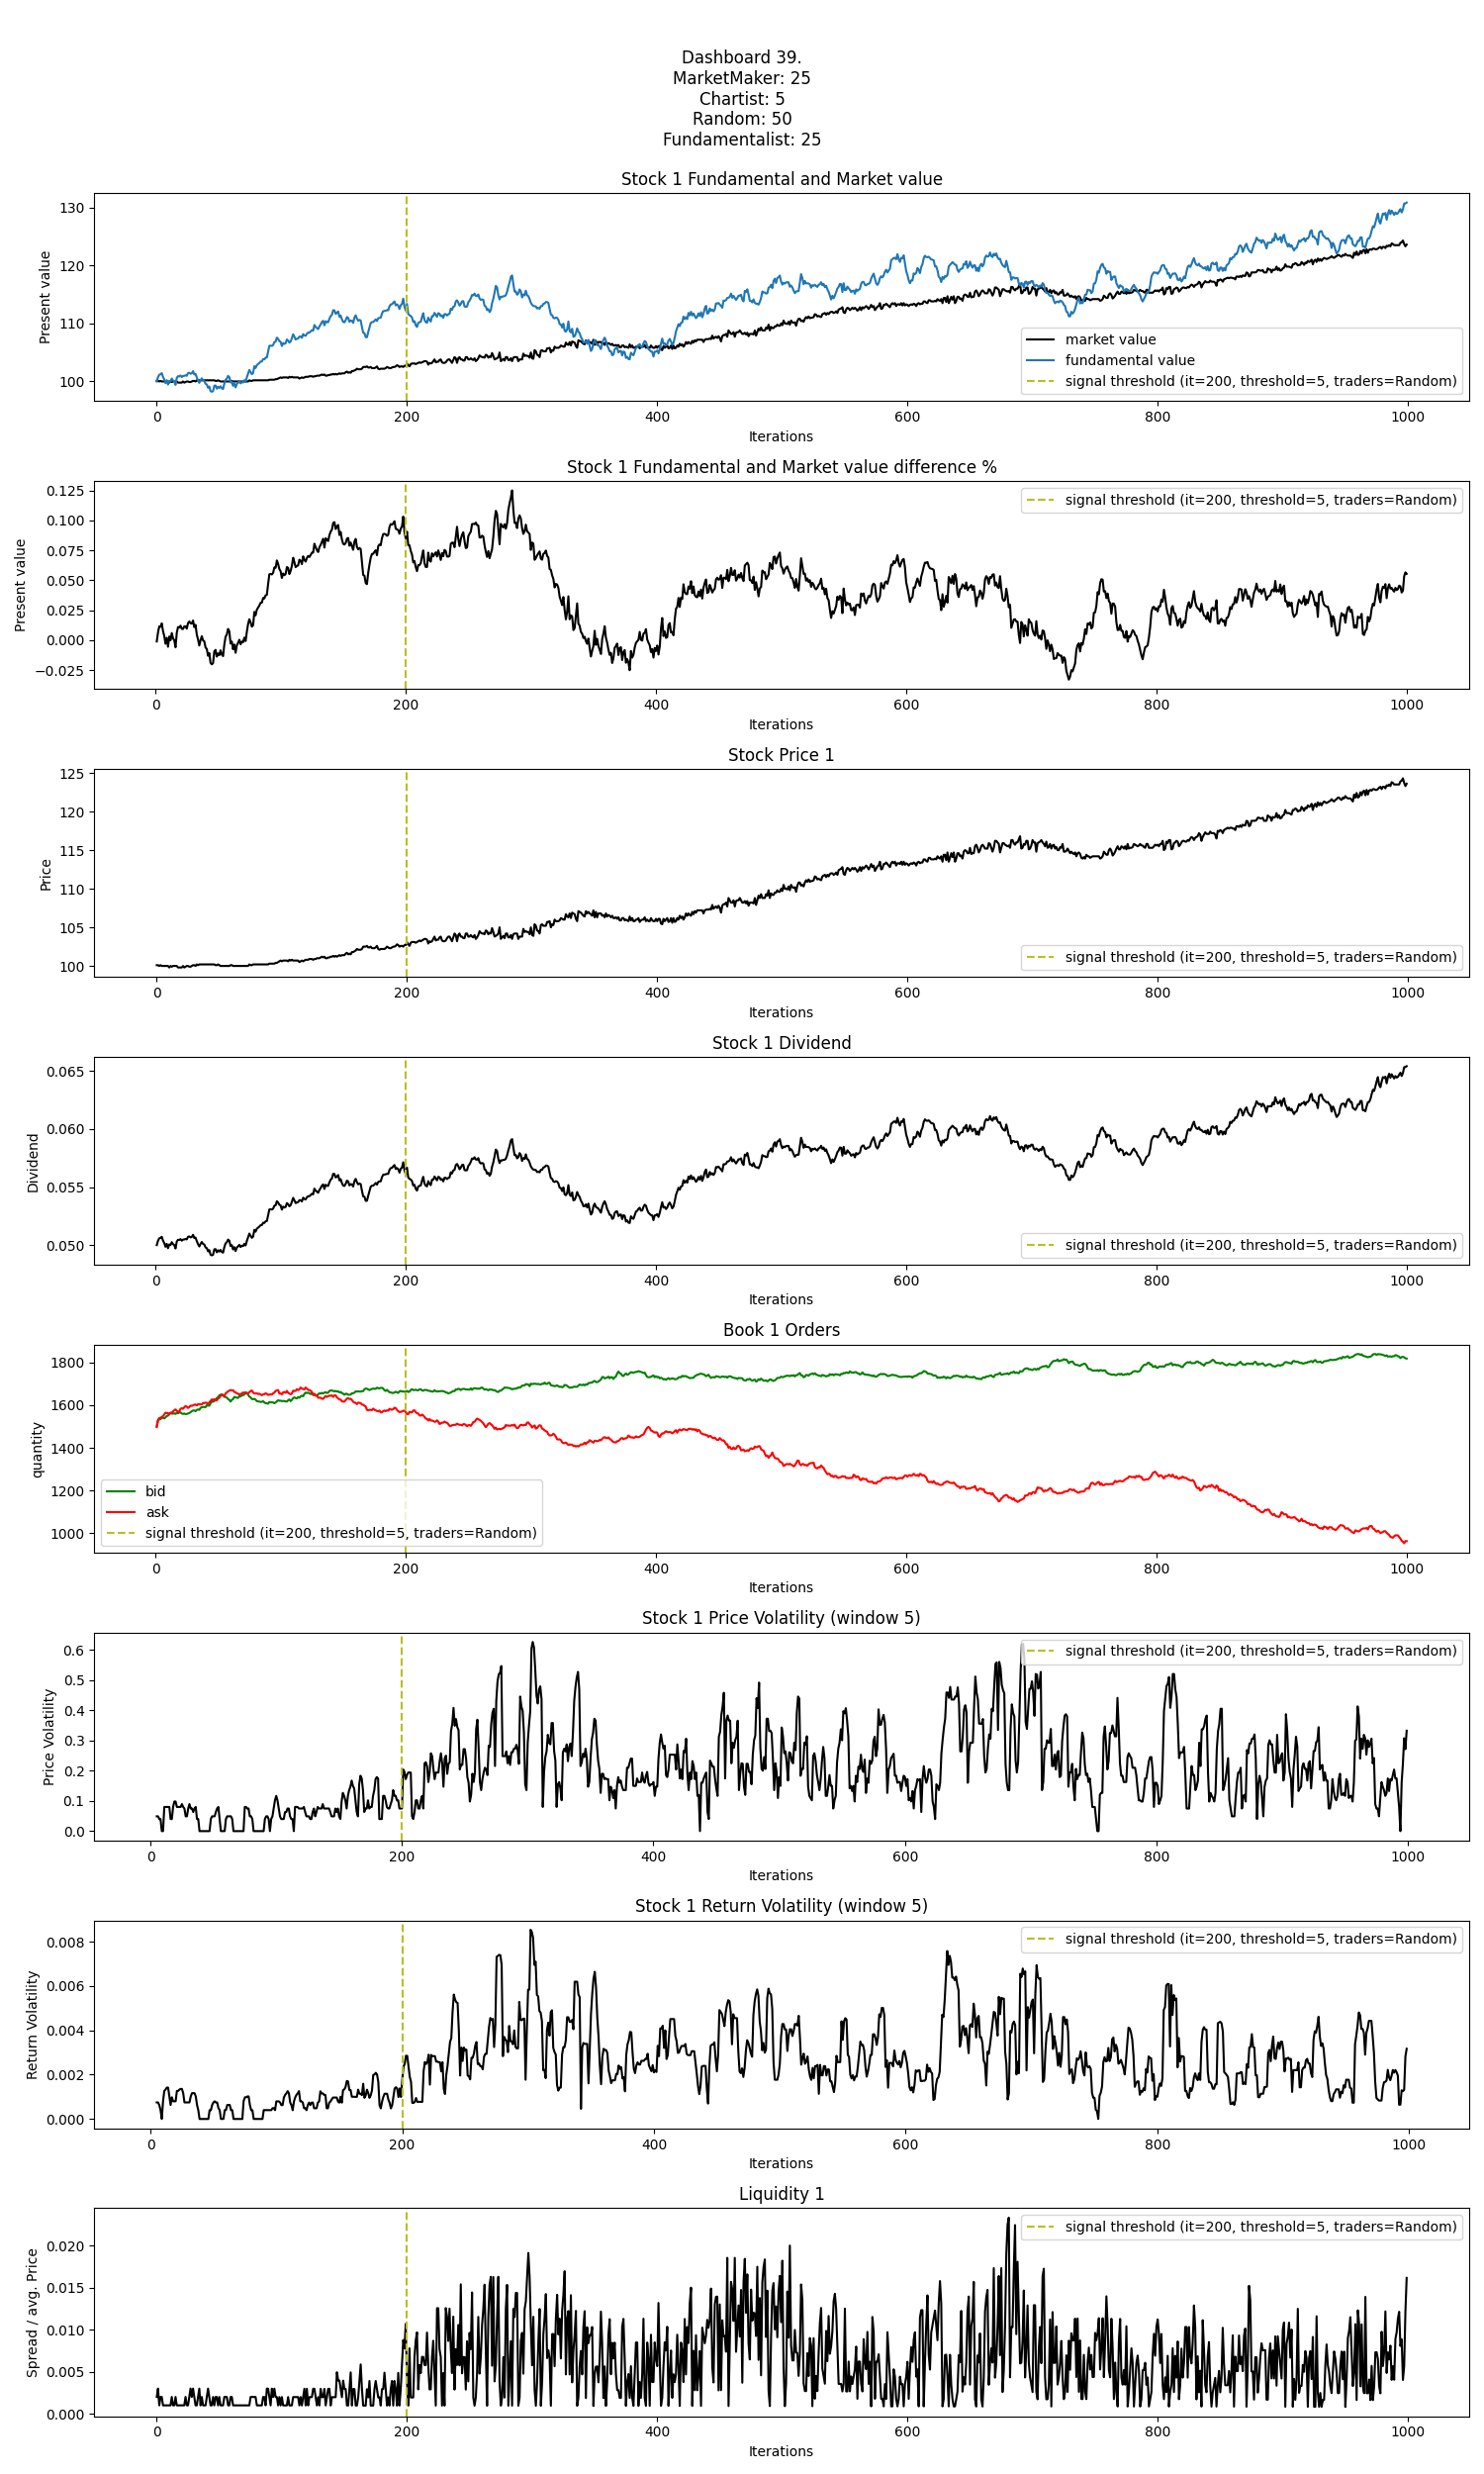 Dashboard 39.
MarketMaker: 25
Chartist: 5
Random: 50
Fundamentalist: 25
Stock 1 Fundamental and Market value
Present value
130
120
110
100
market value
fundamental value
signal threshold (it=200, threshold=5, traders=Random)
0 200 400 600 800 1000
Iterations
Stock 1 Fundamental and Market value difference %
Present value
0.125
0.100
0.075
0.050
0.025
0.000
−0.025
signal threshold (it=200, threshold=5, traders=Random)
0 200 400 600 800 1000
Iterations
Stock Price 1
Price
125
120
115
110
105
100
signal threshold (it=200, threshold=5, traders=Random)
0 200 400 600 800 1000
Iterations
Stock 1 Dividend
Dividend
0.065
0.060
0.055
0.050
signal threshold (it=200, threshold=5, traders=Random)
0 200 400 600 800 1000
Iterations
Book 1 Orders
quantity
1800
1600
1400
1200
1000
bid
ask
signal threshold (it=200, threshold=5, traders=Random)
0 200 400 600 800 1000
Iterations
Stock 1 Price Volatility (window 5)
Price Volatility
0.6
0.5
0.4
0.3
0.2
0.1
0.0
signal threshold (it=200, threshold=5, traders=Random)
0 200 400 600 800 1000
Iterations
Stock 1 Return Volatility (window 5)
Return Volatility
0.008
0.006
0.004
0.002
0.000
signal threshold (it=200, threshold=5, traders=Random)
0 200 400 600 800 1000
Iterations
Liquidity 1
Spread / avg. Price
0.020
0.015
0.010
0.005
0.000
signal threshold (it=200, threshold=5, traders=Random)
0 200 400 600 800 1000
Iterations